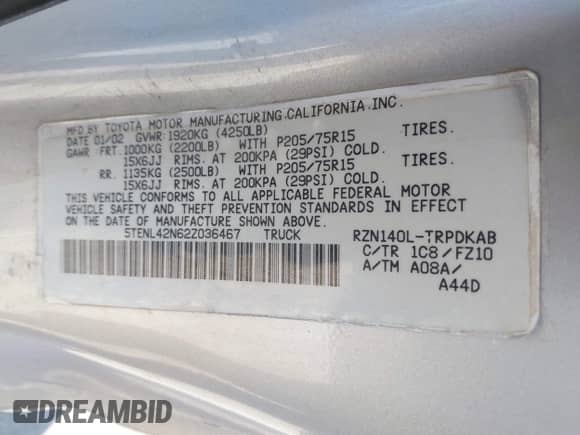 MFD BY TOYOTA MOTOR MANUFACTURING CALIFORNIA INC.
DATE 01/02 GVWR 1920KG (4250LB)
GAWR FRT. 1000KG (2200LB) WITH P205/75R15 TIRES.
15X6JJ RIMS. AT 200KPA (29PSI) COLD.
RR. 1135KG (2500LB) WITH P205/75R15 TIRES.
15X6JJ RIMS. AT 200KPA (29PSI) COLD.
THIS VEHICLE CONFORMS TO ALL APPLICABLE FEDERAL MOTOR
VEHICLE SAFETY AND THEFT PREVENTION STANDARDS IN EFFECT
ON THE DATE OF MANUFACTURE SHOWN ABOVE.
5TENL42N62Z036467 TRUCK RZN140L-TRPDKAB
C/TR 1C8 / FZ10
A/TM A08A/
A44D
DREAMBID